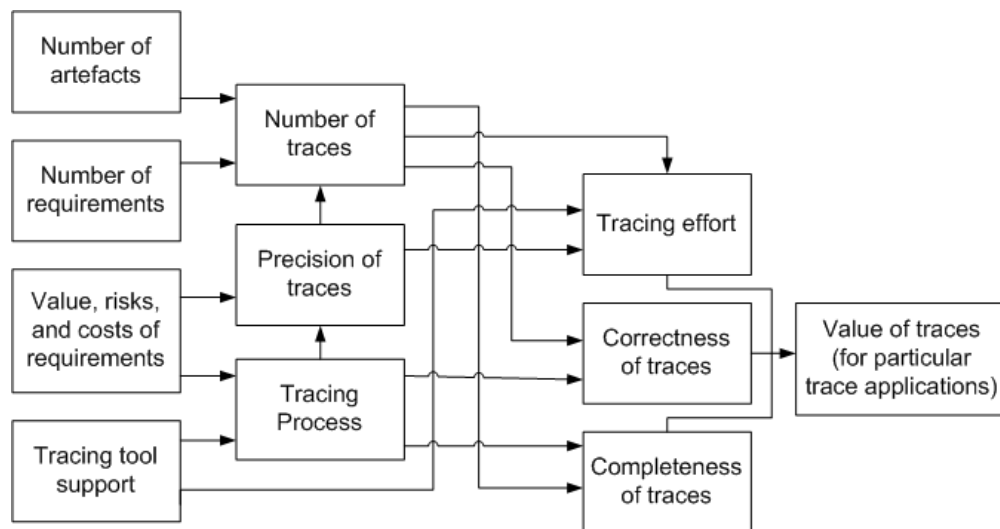 Number of
artefacts
Number of
requirements
Value, risks,
and costs of
requirements
Tracing tool
support
Number of
traces
Precision of
traces
Tracing
Process
Tracing effort
Correctness
of traces
Completeness
of traces
Value of traces
(for particular
trace applications)